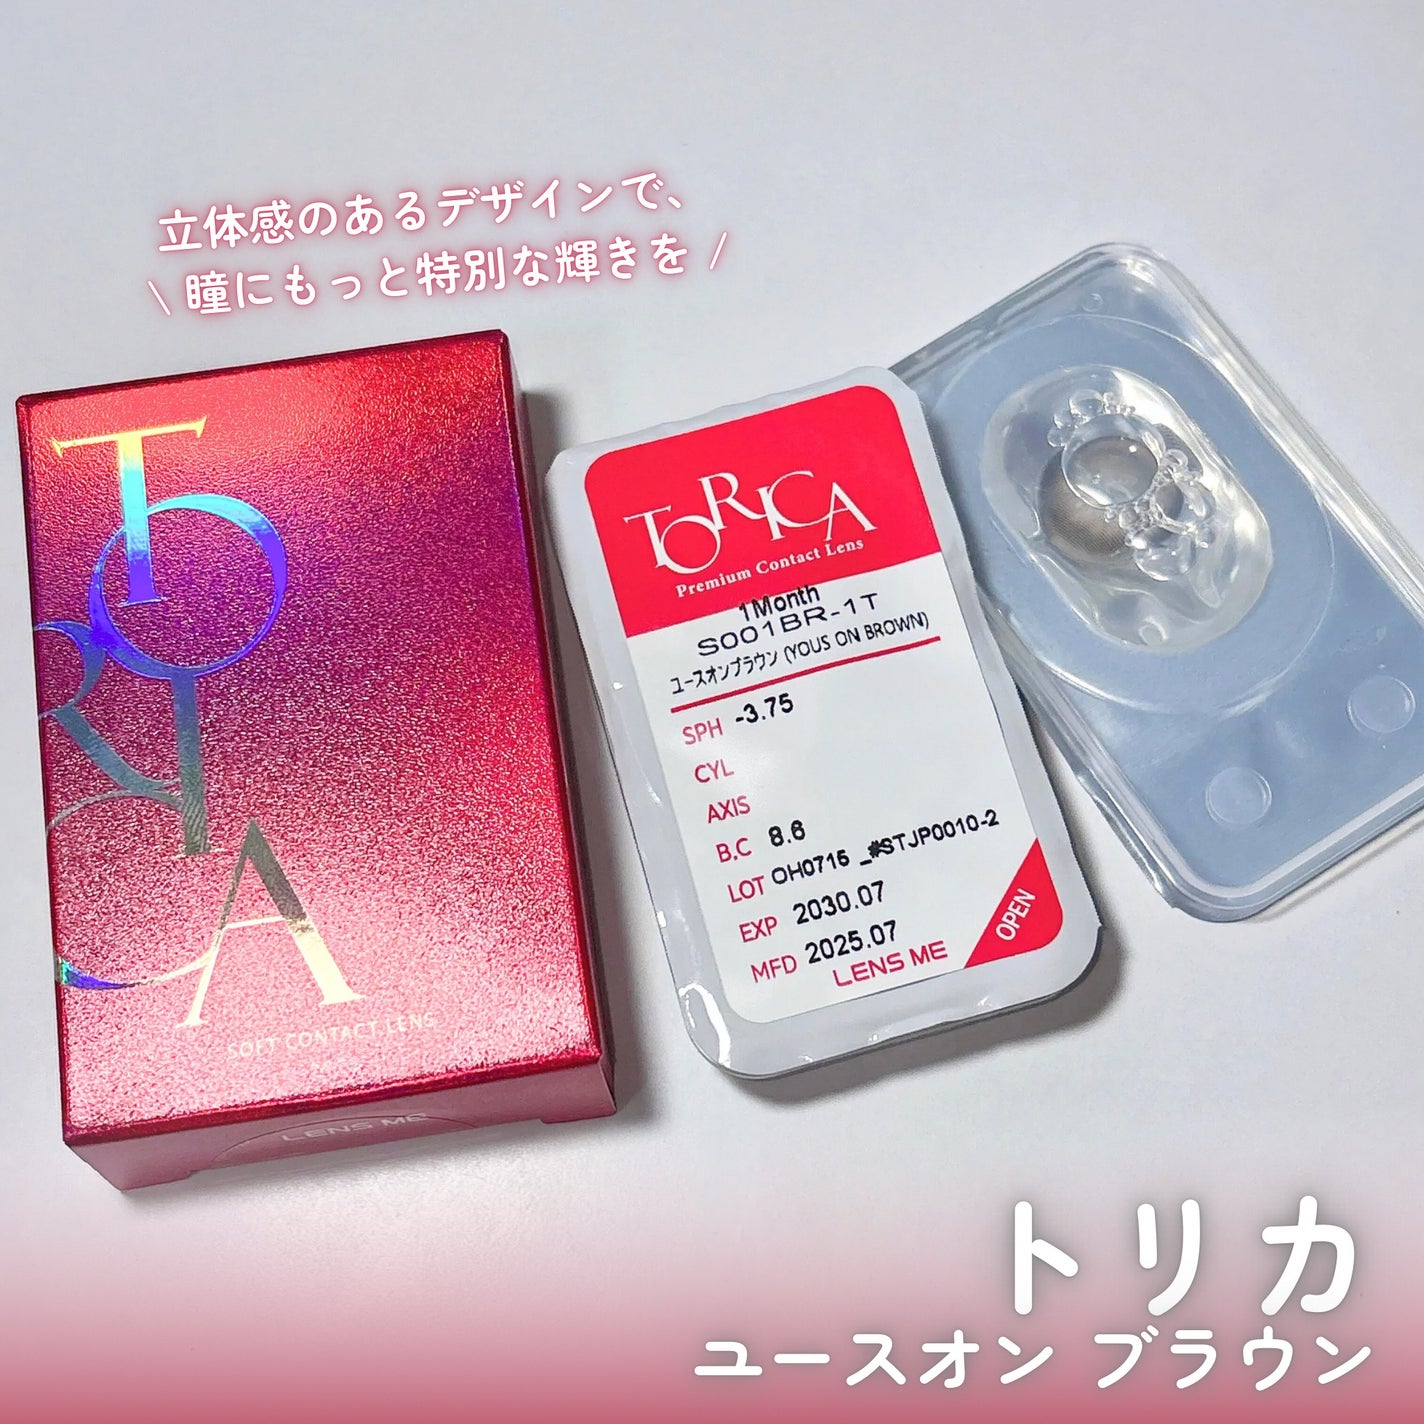 立体感のあるデザインで、
\ 瞳にもっと特別な輝きを /
TORICA
SOFT CONTACT LENS
LENS ME
TORICA
Premium Contact Lens
1Month
S001BR-1T
ユースオンブラウン (YOUS ON BROWN)
SPH -3.75
CYL
AXIS
B.C 8.6
LOT OH0715 _#STJP0010-2
EXP 2030.07
MFD 2025.07
LENS ME
OPEN
トリカ
ユースオン ブラウン